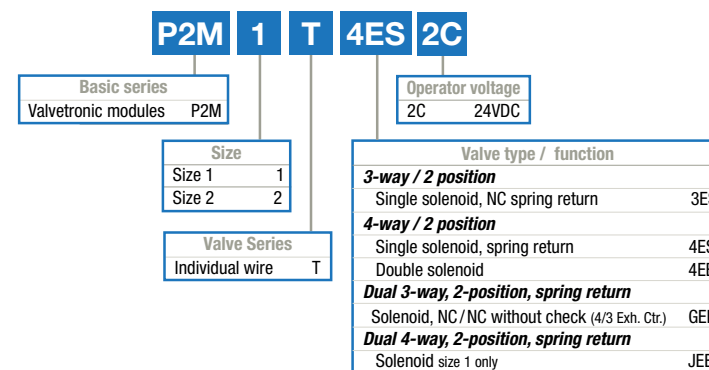 P2M 1 T 4ES 2C
Basic series
Valvetronic modules P2M
Operator voltage
2C 24VDC
Size
Size 1 1
Size 2 2
Valve Series
Individual wire T
Valve type / function
3-way / 2 position
Single solenoid, NC spring return
4-way / 2 position
Single solenoid, spring return
Double solenoid
Dual 3-way, 2-position, spring return
Solenoid, NC/NC without check (4/3 Exh. Ctr.)
Dual 4-way, 2-position, spring return
Solenoid size 1 only